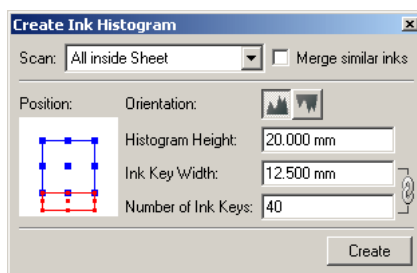 Create Ink Histogram
Scan: All inside Sheet Merge similar inks
Position: Orientation:
Histogram Height: 20.000 mm
Ink Key Width: 12.500 mm
Number of Ink Keys: 40
Create